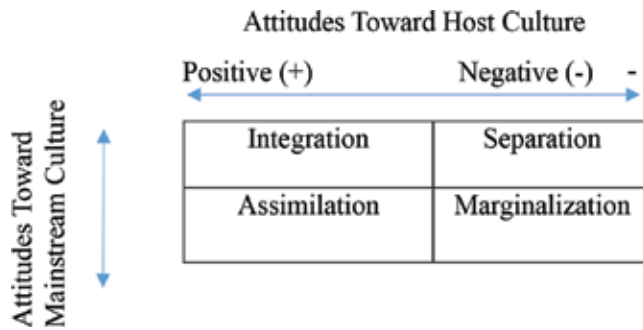 Attitudes Toward Host Culture
Positive (+) Negative (-) -
Integration Separation
Assimilation Marginalization
Attitudes Toward
Mainstream Culture